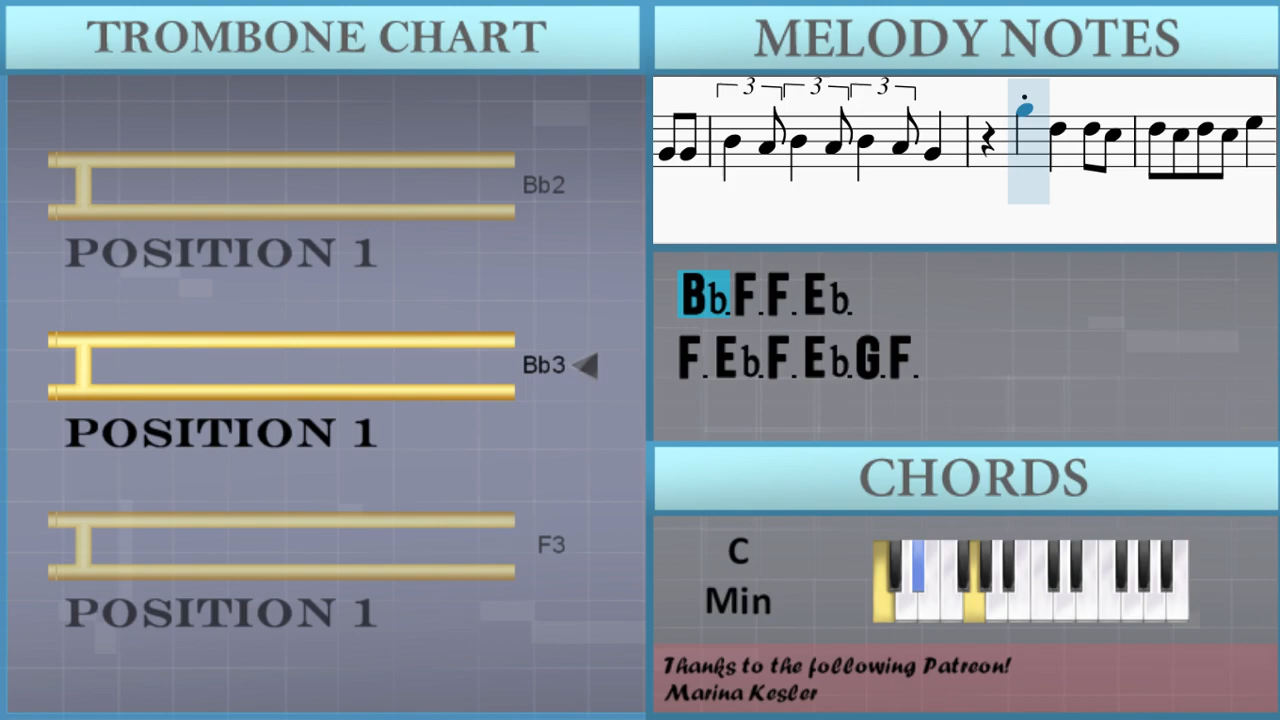 TROMBONE CHART
Bb2
POSITION 1
Bb3
POSITION 1
F3
POSITION 1
MELODY NOTES
3 3 3
Bb.F.F.Eb.
F.Eb.F.Eb.G.F.
CHORDS
C
Min
Thanks to the following Patreon!
Marina Kesler